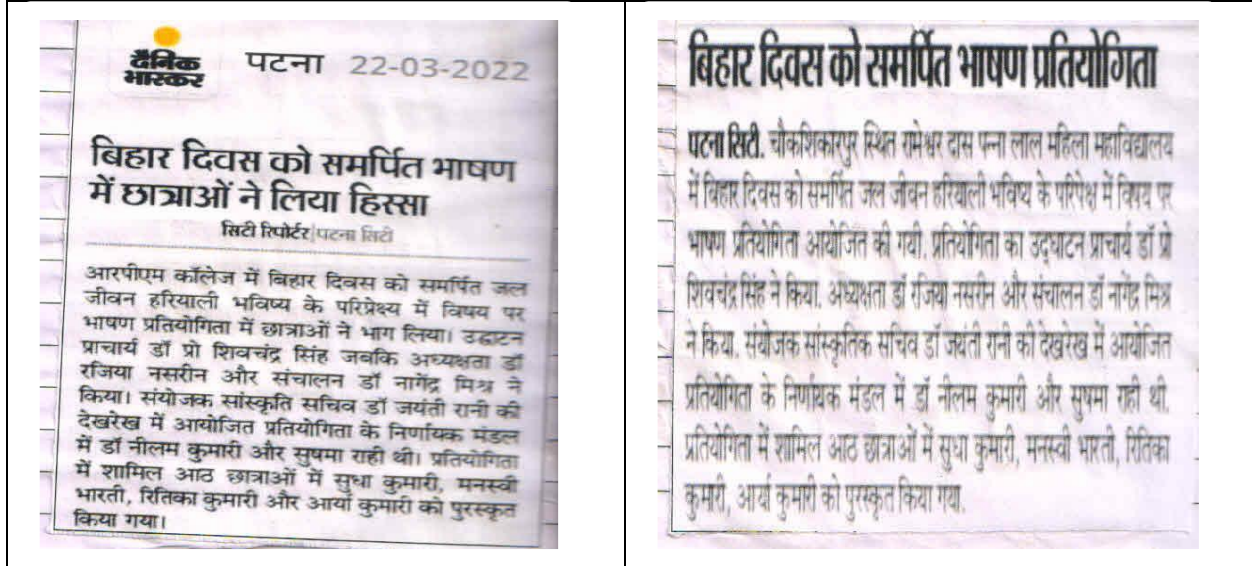 दैनिक
भास्कर
पटना 22-03-2022
बिहार दिवस को समर्पित भाषण
में छात्राओं ने लिया हिस्सा
सिटी रिपोर्टर|पटना सिटी
आरपीएम कॉलेज में बिहार दिवस को समर्पित जल
जीवन हरियाली भविष्य के परिप्रेक्ष्य में विषय पर
भाषण प्रतियोगिता में छात्राओं ने भाग लिया। उद्घाटन
प्राचार्य डॉ प्रो शिवचंद्र सिंह जबकि अध्यक्षता डॉ
रजिया नसरीन और संचालन डॉ नागेंद्र मिश्र ने
किया। संयोजक सांस्कृति सचिव डॉ जयंती रानी की
देखरेख में आयोजित प्रतियोगिता के निर्णायक मंडल
में डॉ नीलम कुमारी और सुषमा राही थी। प्रतियोगिता
में शामिल आठ छात्राओं में सुधा कुमारी, मनस्वी
भारती, रितिका कुमारी और आर्या कुमारी को पुरस्कृत
किया गया।
बिहार दिवस को समर्पित भाषण प्रतियोगिता
पटना सिटी. चौकशिकारपुर स्थित रामेश्वर दास पन्ना लाल महिला महाविद्यालय
में बिहार दिवस को समर्पित जल जीवन हरियाली भविष्य के परिपेक्ष में विषय पर
भाषण प्रतियोगिता आयोजित की गयी. प्रतियोगिता का उद्घाटन प्राचार्य डॉ प्रो
शिवचंद्र सिंह ने किया. अध्यक्षता डॉ रजिया नसरीन और संचालन डॉ नागेंद्र मिश्र
ने किया. संयोजक सांस्कृतिक सचिव डॉ जयंती रानी की देखरेख में आयोजित
प्रतियोगिता के निर्णायक मंडल में डॉ नीलम कुमारी और सुषमा राही थी.
प्रतियोगिता में शामिल आठ छात्राओं में सुधा कुमारी, मनस्वी भारती, रितिका
कुमारी, आर्या कुमारी को पुरस्कृत किया गया.